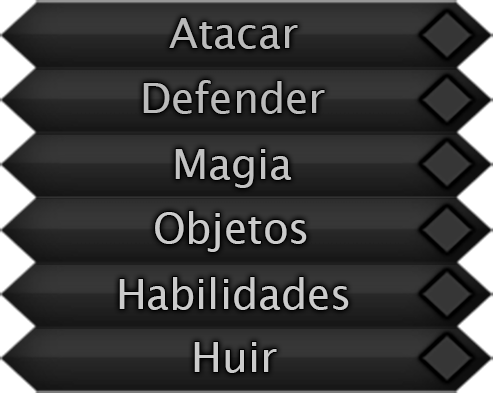 Atacar
Defender
Magia
Objetos
Habilidades
Huir